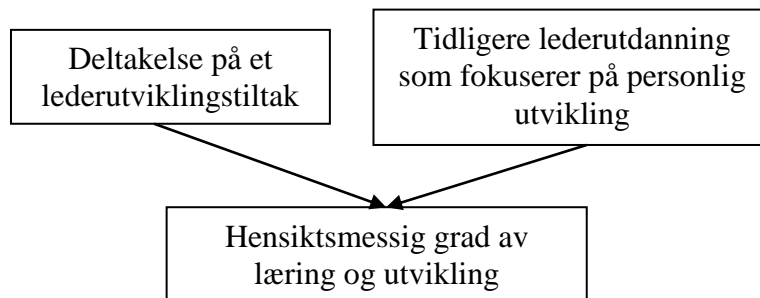 Deltakelse på et
lederutviklingstiltak
Tidligere lederutdanning
som fokuserer på personlig
utvikling
Hensiktsmessig grad av
læring og utvikling